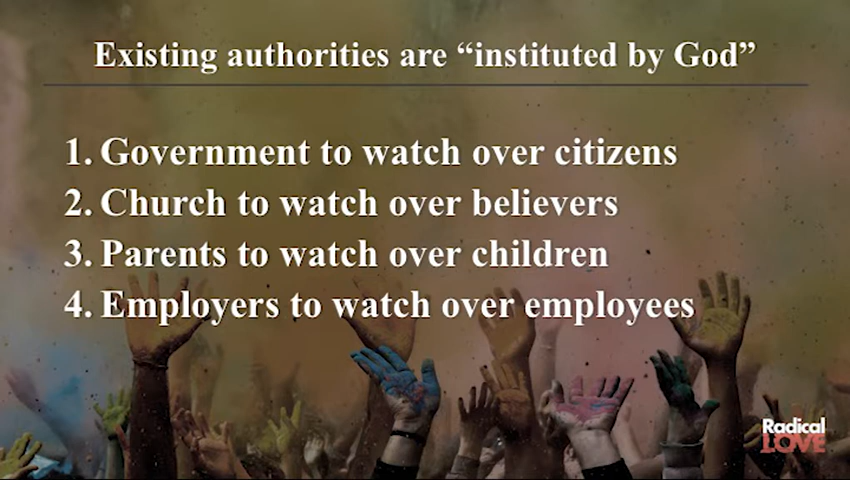 Existing authorities are “instituted by God”
1. Government to watch over citizens
2. Church to watch over believers
3. Parents to watch over children
4. Employers to watch over employees
Radical
LOVE